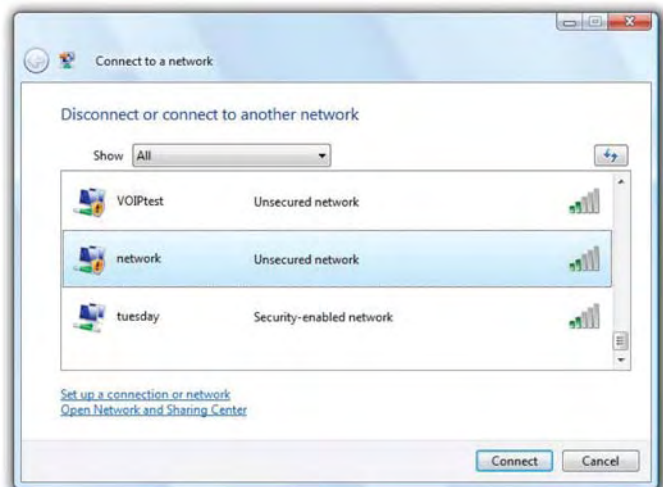 Connect to a network
Disconnect or connect to another network
Show All
VOIPtest Unsecured network
network Unsecured network
tuesday Security-enabled network
Set up a connection or network
Open Network and Sharing Center
Connect Cancel